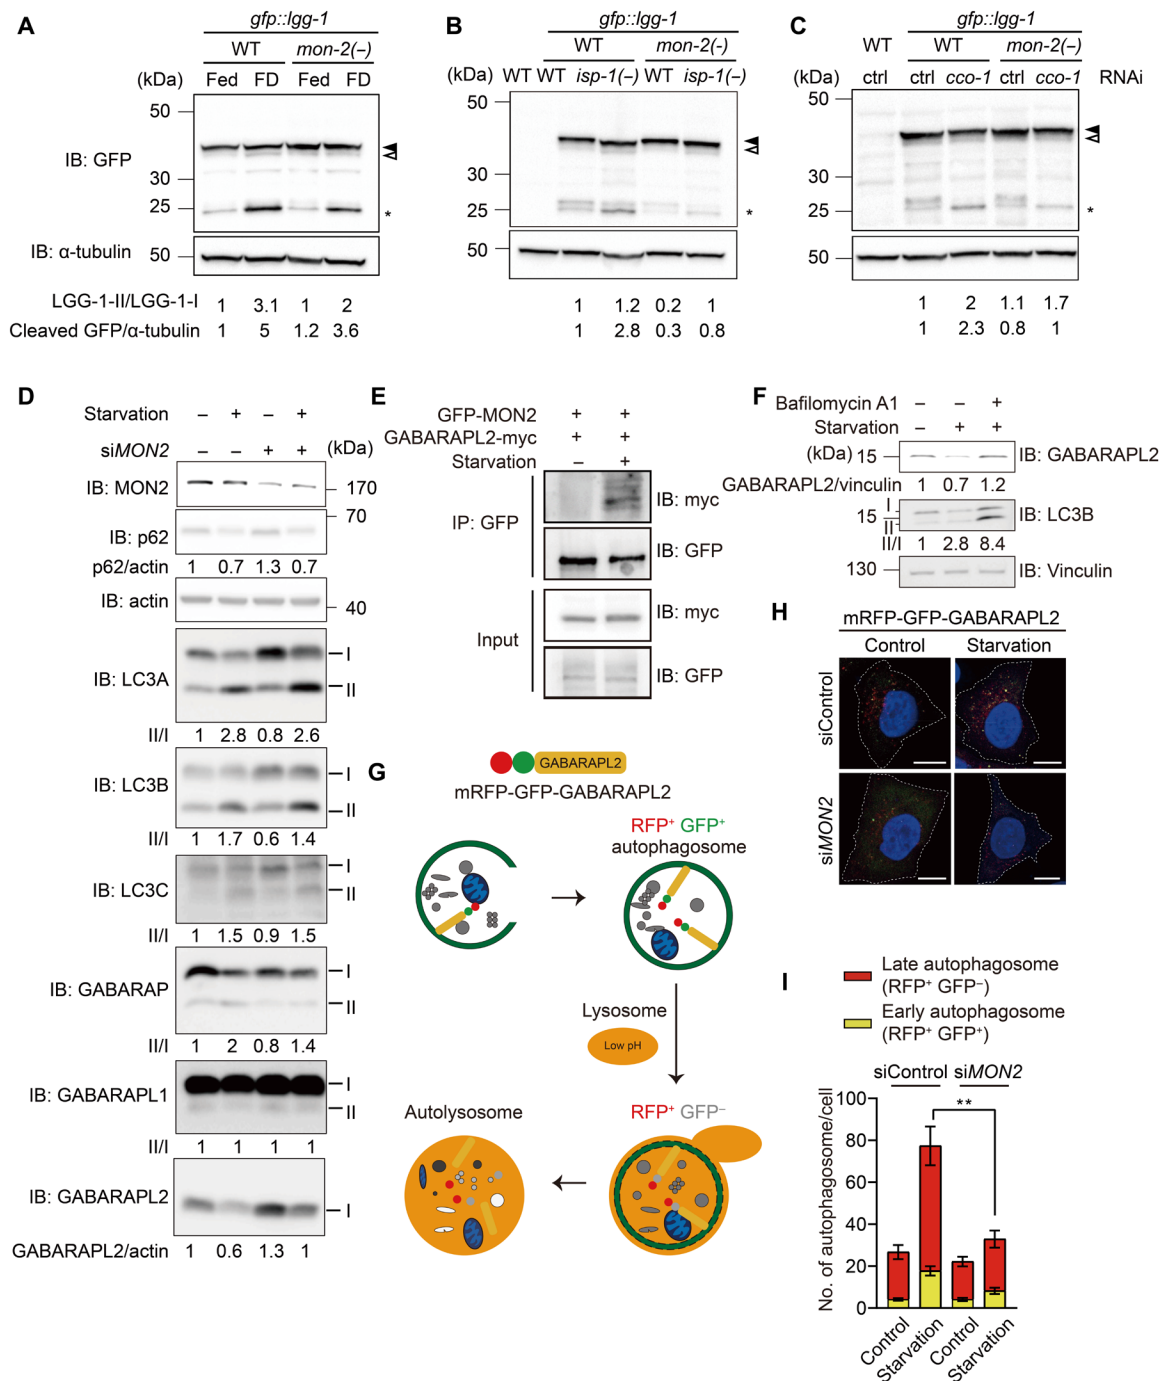 A
gfp::lgg-1
WT mon-2(–)
(kDa) Fed FD Fed FD
50
IB: GFP
30
25
*
IB: α-tubulin 50
LGG-1-II/LGG-1-I 1 3.1 1 2
Cleaved GFP/α-tubulin 1 5 1.2 3.6
B
gfp::lgg-1
WT mon-2(-)
(kDa) WT WT isp-1(–) WT isp-1(–)
50
30
25
*
50
1 1.2 0.2 1
1 2.8 0.3 0.8
C
gfp::lgg-1
WT WT mon-2(–)
(kDa) ctrl ctrl cco-1 ctrl cco-1 RNAi
50
30
25
*
50
1 2 1.1 1.7
1 2.3 0.8 1
D
Starvation – + – +
siMON2 – – + + (kDa)
IB: MON2 170
70
IB: p62
p62/actin 1 0.7 1.3 0.7
IB: actin 40
IB: LC3A I
II
II/I 1 2.8 0.8 2.6
IB: LC3B I
II
II/I 1 1.7 0.6 1.4
IB: LC3C I
II
II/I 1 1.5 0.9 1.5
IB: GABARAP I
II
II/I 1 2 0.8 1.4
IB: GABARAPL1 I
II
II/I 1 1 1 1
IB: GABARAPL2 I
GABARAPL2/actin 1 0.6 1.3 1
E
GFP-MON2 + +
GABARAPL2-myc + +
Starvation – +
IP: GFP
IB: myc
IB: GFP
Input
IB: myc
IB: GFP
F
Bafilomycin A1 – – +
Starvation – + +
(kDa) 15 IB: GABARAPL2
GABARAPL2/vinculin 1 0.7 1.2
I
15 IB: LC3B
II
II/I 1 2.8 8.4
130 IB: Vinculin
G
GABARAPL2
mRFP-GFP-GABARAPL2
RFP⁺ GFP⁺
autophagosome
Lysosome
Low pH
Autolysosome
RFP⁺ GFP⁻
H
mRFP-GFP-GABARAPL2
Control Starvation
siControl
siMON2
I
Late autophagosome
(RFP⁺ GFP⁻)
Early autophagosome
(RFP⁺ GFP⁺)
siControl siMON2
**
No. of autophagosome/cell
100
80
60
40
20
0
Control
Starvation
Control
Starvation